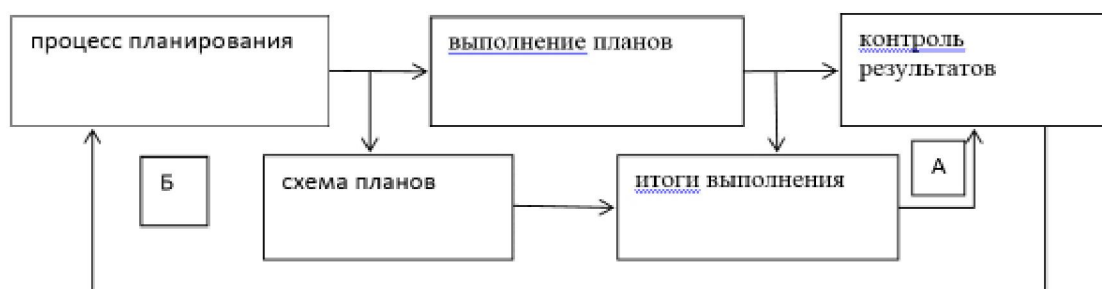 процесс планирования
выполнение планов
контроль
результатов
Б
схема планов
итоги выполнения
А